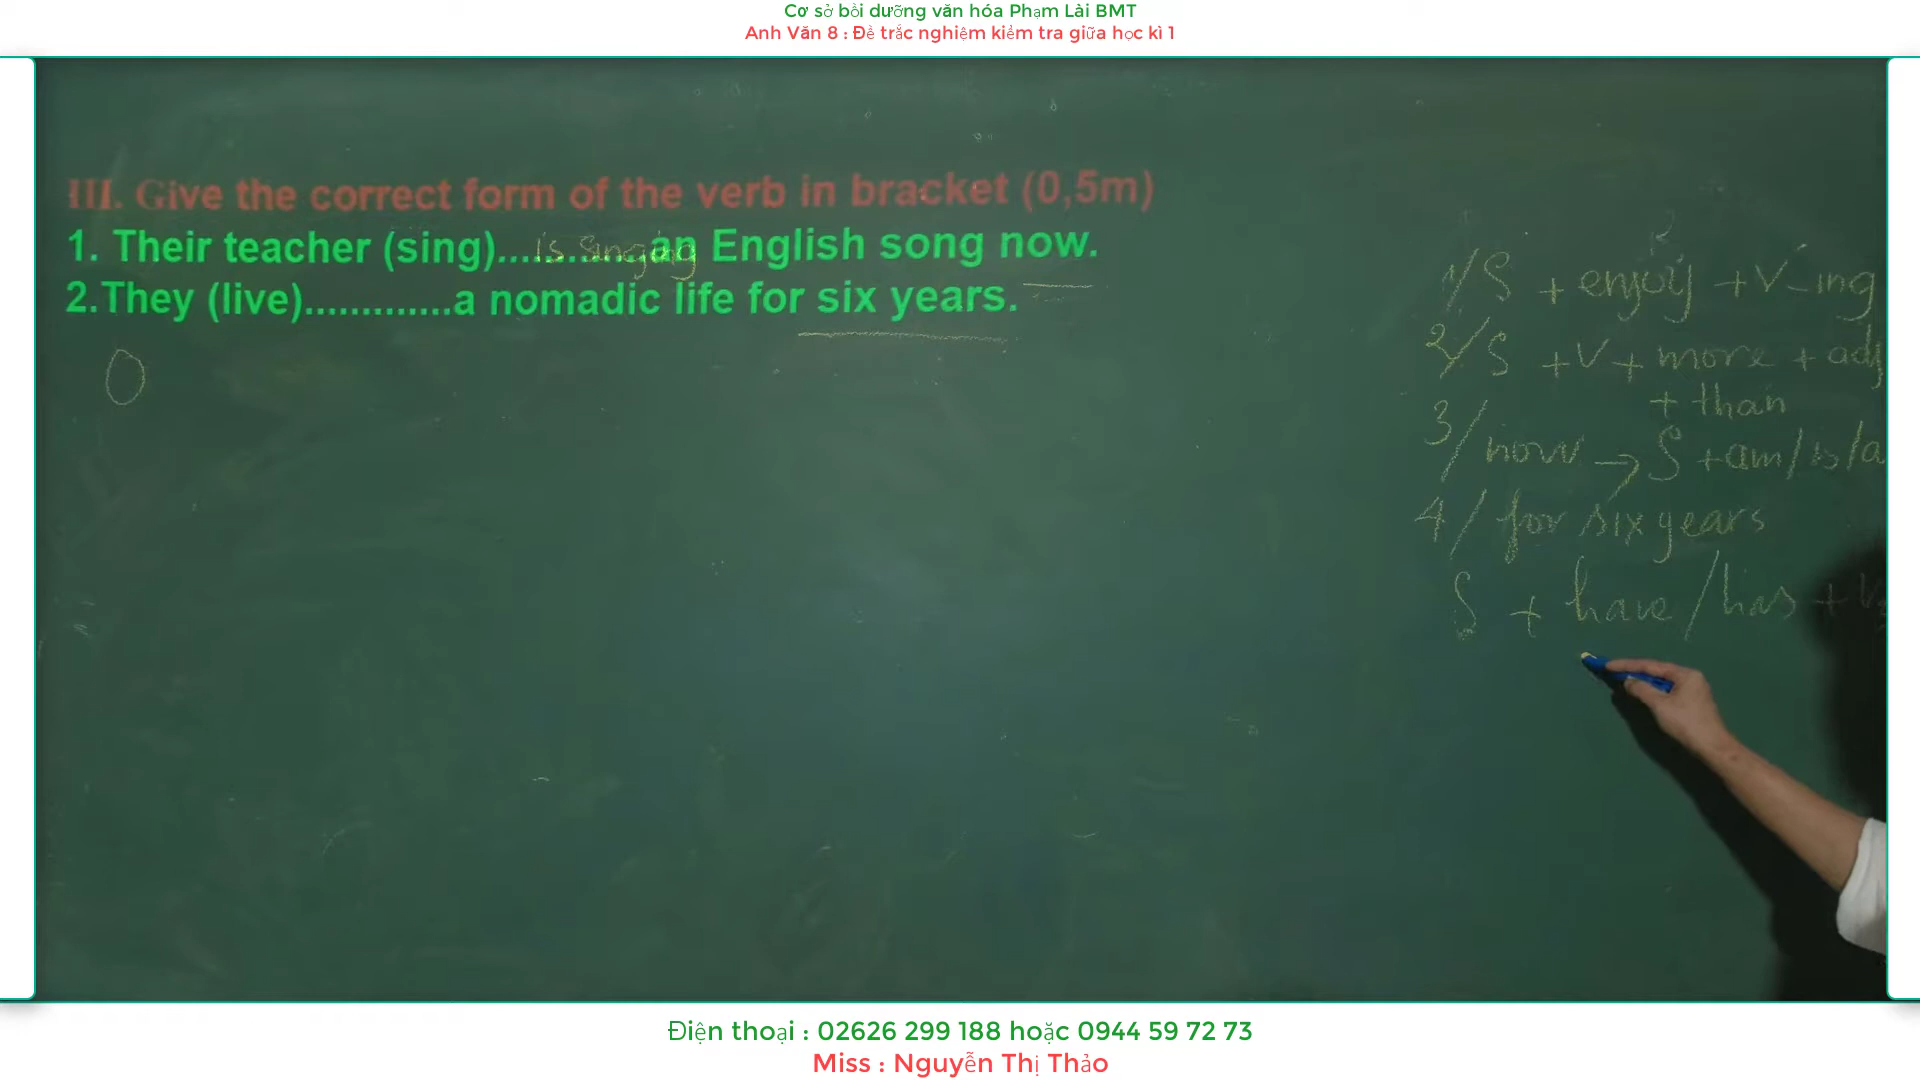 Cơ sở bồi dưỡng văn hóa Phạm Lài BMT
Anh Văn 8 : Đề trắc nghiệm kiểm tra giữa học kì 1
III. Give the correct form of the verb in bracket (0,5m)
1. Their teacher (sing).............an English song now.
is singing
2.They (live).............a nomadic life for six years.
1/ S + enjoy + V-ing
2/ S + V + more + adj
+ than
3/ now → S + am/is/a
4/ for six years
S + have/has + V3
Điện thoại : 02626 299 188 hoặc 0944 59 72 73
Miss : Nguyễn Thị Thảo